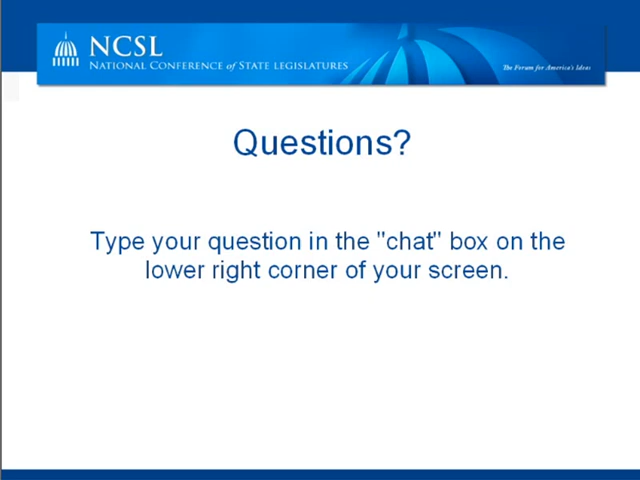 NCSL
NATIONAL CONFERENCE of STATE LEGISLATURES
The Forum for America's Ideas
Questions?
Type your question in the "chat" box on the
lower right corner of your screen.